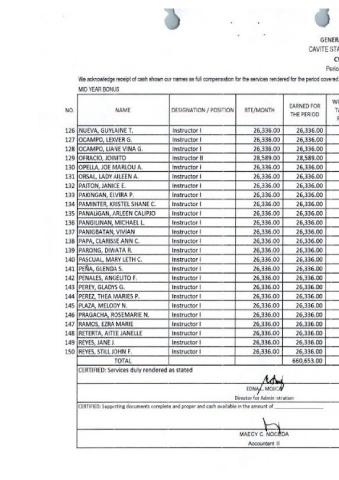 GENERA
CAVITE STA
Perio
We acknowledge receipt of cash shown our names as full compensation for the services rendered for the period covered
MID YEAR BONUS
NO. NAME DESIGNATION / POSITION RTE/MONTH EARNED FOR THE PERIOD
126 NUEVA, GUYLAINE T. Instructor I 26,336.00 26,336.00
127 OCAMPO, LEXVER G. Instructor I 26,336.00 26,336.00
128 OCAMPO, LIANE VINA G. Instructor I 26,336.00 26,336.00
129 OFRACIO, JOIMITO Instructor II 28,589.00 28,589.00
130 OPELLA, JOE MARLOU A. Instructor I 26,336.00 26,336.00
131 ORSAL, LADY AILEEN A. Instructor I 26,336.00 26,336.00
132 PAITON, JANICE E. Instructor I 26,336.00 26,336.00
133 PAKINGAN, ELVIRA P. Instructor I 26,336.00 26,336.00
134 PAMINTER, KRISTEL SHANE C. Instructor I 26,336.00 26,336.00
135 PANALIGAN, ARLEEN CALIPJO Instructor I 26,336.00 26,336.00
136 PANGILINAN, MICHAEL L. Instructor I 26,336.00 26,336.00
137 PANIGBATAN, VIVIAN Instructor I 26,336.00 26,336.00
138 PAPA, CLARISSE ANN C. Instructor I 26,336.00 26,336.00
139 PARONG, DIWATA R. Instructor I 26,336.00 26,336.00
140 PASCUAL, MARY LETH C. Instructor I 26,336.00 26,336.00
141 PEÑA, GLENDA S. Instructor I 26,336.00 26,336.00
142 PENALES, ANGELITO F. Instructor I 26,336.00 26,336.00
143 PEREY, GLADYS G. Instructor I 26,336.00 26,336.00
144 PEREZ, THEA MARIES P. Instructor I 26,336.00 26,336.00
145 PLAZA, MELODY N. Instructor I 26,336.00 26,336.00
146 PRAGACHA, ROSEMARIE N. Instructor I 26,336.00 26,336.00
147 RAMOS, EZRA MARIE Instructor I 26,336.00 26,336.00
148 RETERTA, AITEE JANELLE Instructor I 26,336.00 26,336.00
149 REYES, JANE J. Instructor I 26,336.00 26,336.00
150 REYES, STILL JOHN F. Instructor I 26,336.00 26,336.00
TOTAL 660,653.00
CERTIFIED: Services duly rendered as stated
Director for Administration
CERTIFIED: Supporting documents complete and proper and cash available in the amount of
MAECY C. NOCEDA
Accountant II